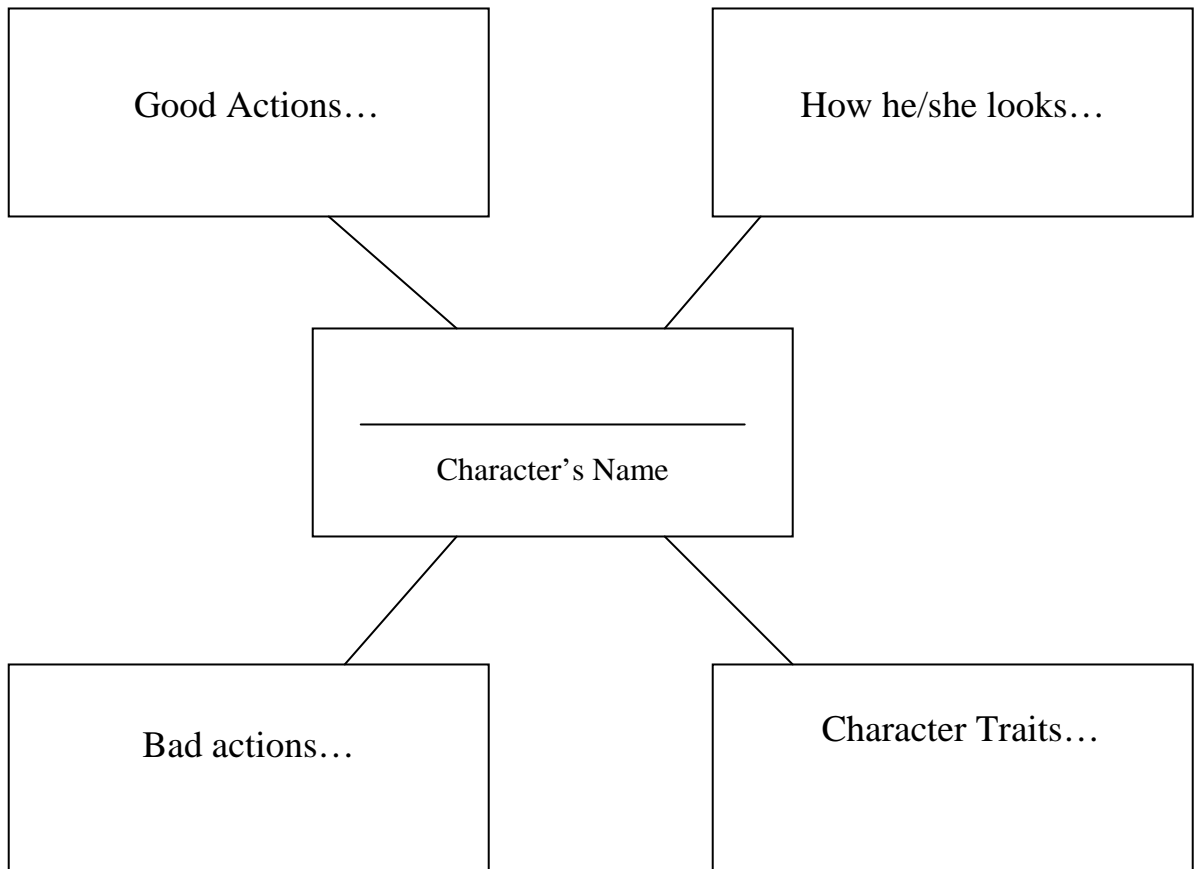 Good Actions…
How he/she looks…
Character’s Name
Bad actions…
Character Traits…